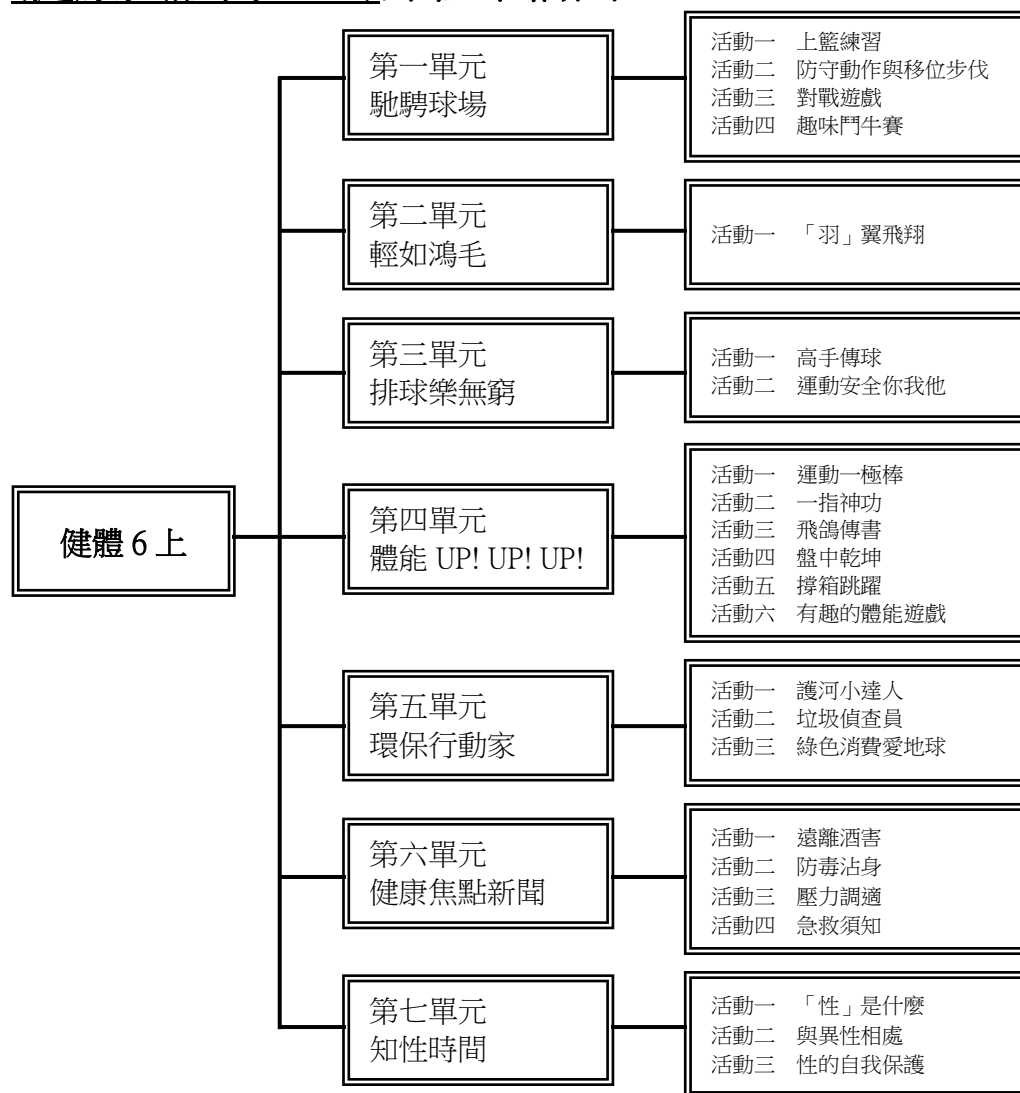 第一單元
馳騁球場
活動一　上籃練習
活動二　防守動作與移位步伐
活動三　對戰遊戲
活動四　趣味鬥牛賽
第二單元
輕如鴻毛
活動一　「羽」翼飛翔
第三單元
排球樂無窮
活動一　高手傳球
活動二　運動安全你我他
健體 6 上
第四單元
體能 UP! UP! UP!
活動一　運動一極棒
活動二　一指神功
活動三　飛鴿傳書
活動四　盤中乾坤
活動五　撐箱跳躍
活動六　有趣的體能遊戲
第五單元
環保行動家
活動一　護河小達人
活動二　垃圾偵查員
活動三　綠色消費愛地球
第六單元
健康焦點新聞
活動一　遠離酒害
活動二　防毒沾身
活動三　壓力調適
活動四　急救須知
第七單元
知性時間
活動一　「性」是什麼
活動二　與異性相處
活動三　性的自我保護